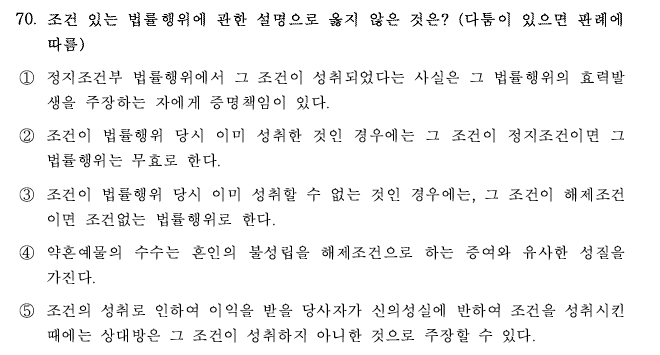 70. 조건 있는 법률행위에 관한 설명으로 옳지 않은 것은? (다툼이 있으면 판례에
따름)
① 정지조건부 법률행위에서 그 조건이 성취되었다는 사실은 그 법률행위의 효력발
생을 주장하는 자에게 증명책임이 있다.
② 조건이 법률행위 당시 이미 성취한 것인 경우에는 그 조건이 정지조건이면 그
법률행위는 무효로 한다.
③ 조건이 법률행위 당시 이미 성취할 수 없는 것인 경우에는, 그 조건이 해제조건
이면 조건없는 법률행위로 한다.
④ 약혼예물의 수수는 혼인의 불성립을 해제조건으로 하는 증여와 유사한 성질을
가진다.
⑤ 조건의 성취로 인하여 이익을 받을 당사자가 신의성실에 반하여 조건을 성취시킨
때에는 상대방은 그 조건이 성취하지 아니한 것으로 주장할 수 있다.